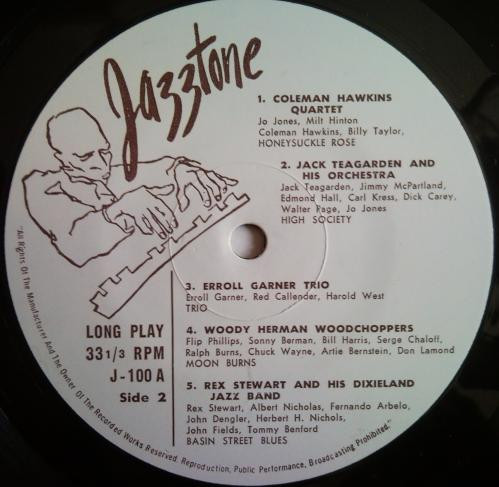 Jazztone
1. COLEMAN HAWKINS
QUARTET
Jo Jones, Milt Hinton
Coleman Hawkins, Billy Taylor,
HONEYSUCKLE ROSE
2. JACK TEAGARDEN AND
HIS ORCHESTRA
Jack Teagarden, Jimmy McPartland,
Edmond Hall, Carl Kress, Dick Carey,
Walter Page, Jo Jones
HIGH SOCIETY
3. ERROLL GARNER TRIO
Erroll Garner, Red Callender, Harold West
TRIO
4. WOODY HERMAN WOODCHOPPERS
Flip Phillips, Sonny Berman, Bill Harris, Serge Chaloff,
Ralph Burns, Chuck Wayne, Artie Bernstein, Don Lamond
MOON BURNS
5. REX STEWART AND HIS DIXIELAND
JAZZ BAND
Rex Stewart, Albert Nicholas, Fernando Arbelo,
John Dengler, Herbert H. Nichols,
John Fields, Tommy Benford
BASIN STREET BLUES
LONG PLAY
33 1/3 RPM
J-100 A
Side 2
"All Rights Of The Manufacturer And The Owner Of The Recorded Works Reserved. Reproduction, Public Performance, Broadcasting Prohibited."